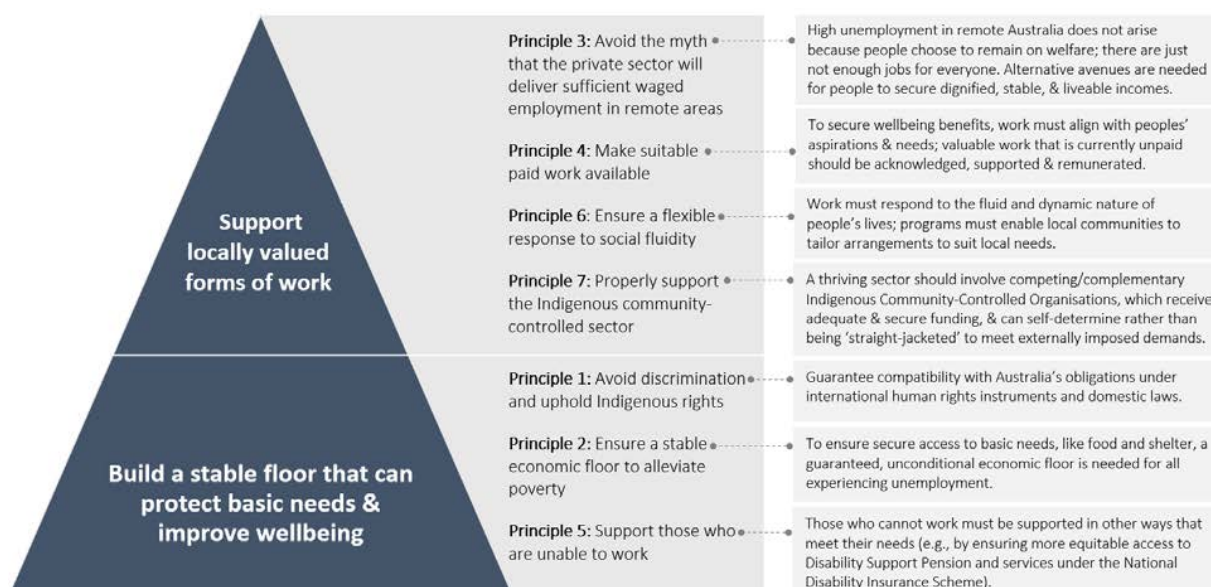 Support
locally valued
forms of work
Build a stable floor that can
protect basic needs &
improve wellbeing
Principle 3: Avoid the myth
that the private sector will
deliver sufficient waged
employment in remote areas
High unemployment in remote Australia does not arise
because people choose to remain on welfare; there are just
not enough jobs for everyone. Alternative avenues are needed
for people to secure dignified, stable, & liveable incomes.
Principle 4: Make suitable
paid work available
To secure wellbeing benefits, work must align with peoples'
aspirations & needs; valuable work that is currently unpaid
should be acknowledged, supported & remunerated.
Principle 6: Ensure a flexible
response to social fluidity
Work must respond to the fluid and dynamic nature of
people's lives; programs must enable local communities to
tailor arrangements to suit local needs.
Principle 7: Properly support
the Indigenous community-
controlled sector
A thriving sector should involve competing/complementary
Indigenous Community-Controlled Organisations, which receive
adequate & secure funding, & can self-determine rather than
being 'straight-jacketed' to meet externally imposed demands.
Principle 1: Avoid discrimination
and uphold Indigenous rights
Guarantee compatibility with Australia's obligations under
international human rights instruments and domestic laws.
Principle 2: Ensure a stable
economic floor to alleviate
poverty
To ensure secure access to basic needs, like food and shelter, a
guaranteed, unconditional economic floor is needed for all
experiencing unemployment.
Principle 5: Support those who
are unable to work
Those who cannot work must be supported in other ways that
meet their needs (e.g., by ensuring more equitable access to
Disability Support Pension and services under the National
Disability Insurance Scheme).